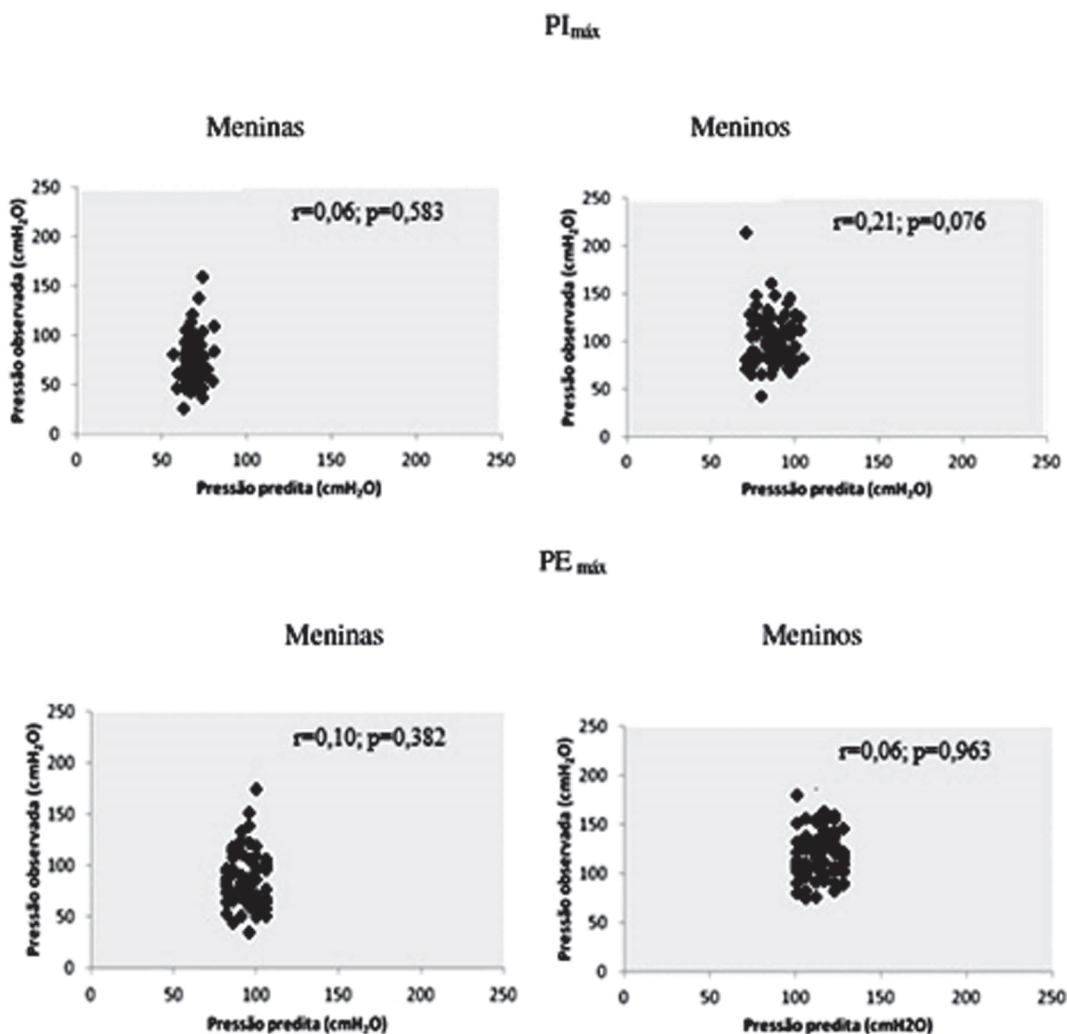 PImáx
Meninas
Meninos
r=0,06; p=0,583
Pressão observada (cmH₂O)
250
200
150
100
50
0
0 50 100 150 200 250
Pressão predita (cmH₂O)
r=0,21; p=0,076
Pressão observada (cmH₂O)
250
200
150
100
50
0
0 50 100 150 200 250
Presssão predita (cmH₂O)
PE máx
Meninas
Meninos
r=0,10; p=0,382
Pressão observada (cmH₂O)
250
200
150
100
50
0
0 50 100 150 200 250
Pressão predita (cmH₂O)
r=0,06; p=0,963
Pressão observada (cmH₂O)
250
200
150
100
50
0
0 50 100 150 200 250
Pressão predita (cmH2O)